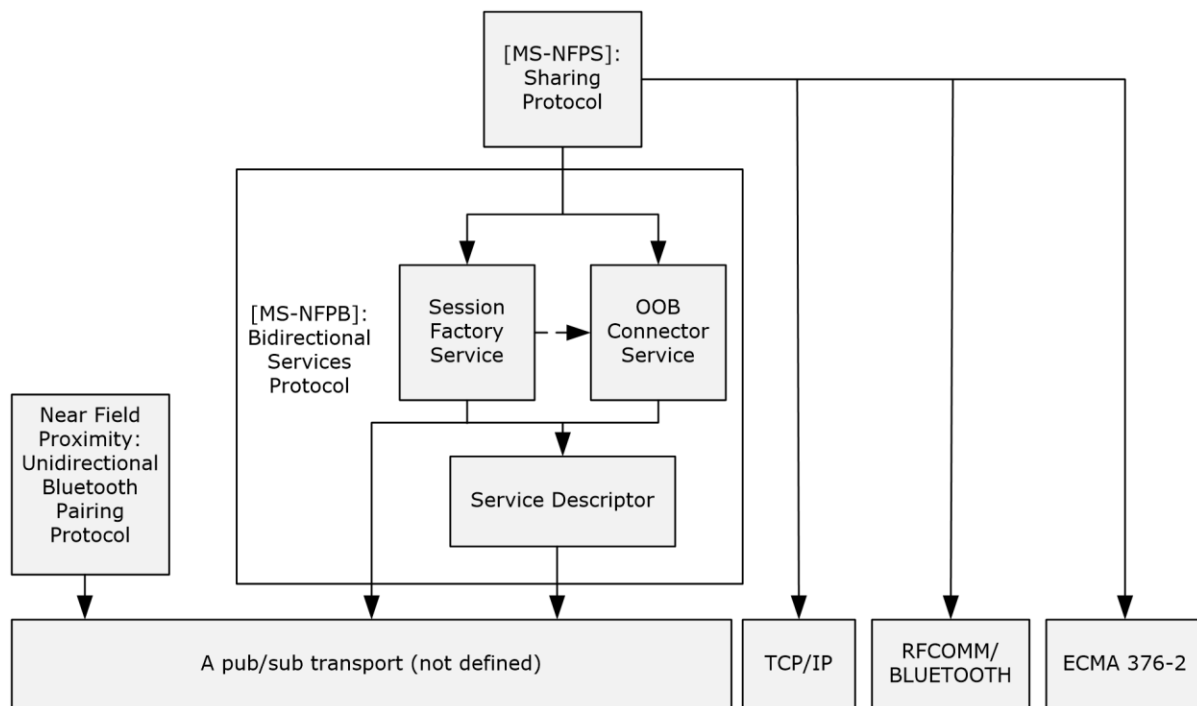 [MS-NFPS]:
Sharing
Protocol
[MS-NFPB]:
Bidirectional
Services
Protocol
Session
Factory
Service
OOB
Connector
Service
Near Field
Proximity:
Unidirectional
Bluetooth
Pairing
Protocol
Service Descriptor
A pub/sub transport (not defined)
TCP/IP
RFCOMM/
BLUETOOTH
ECMA 376-2